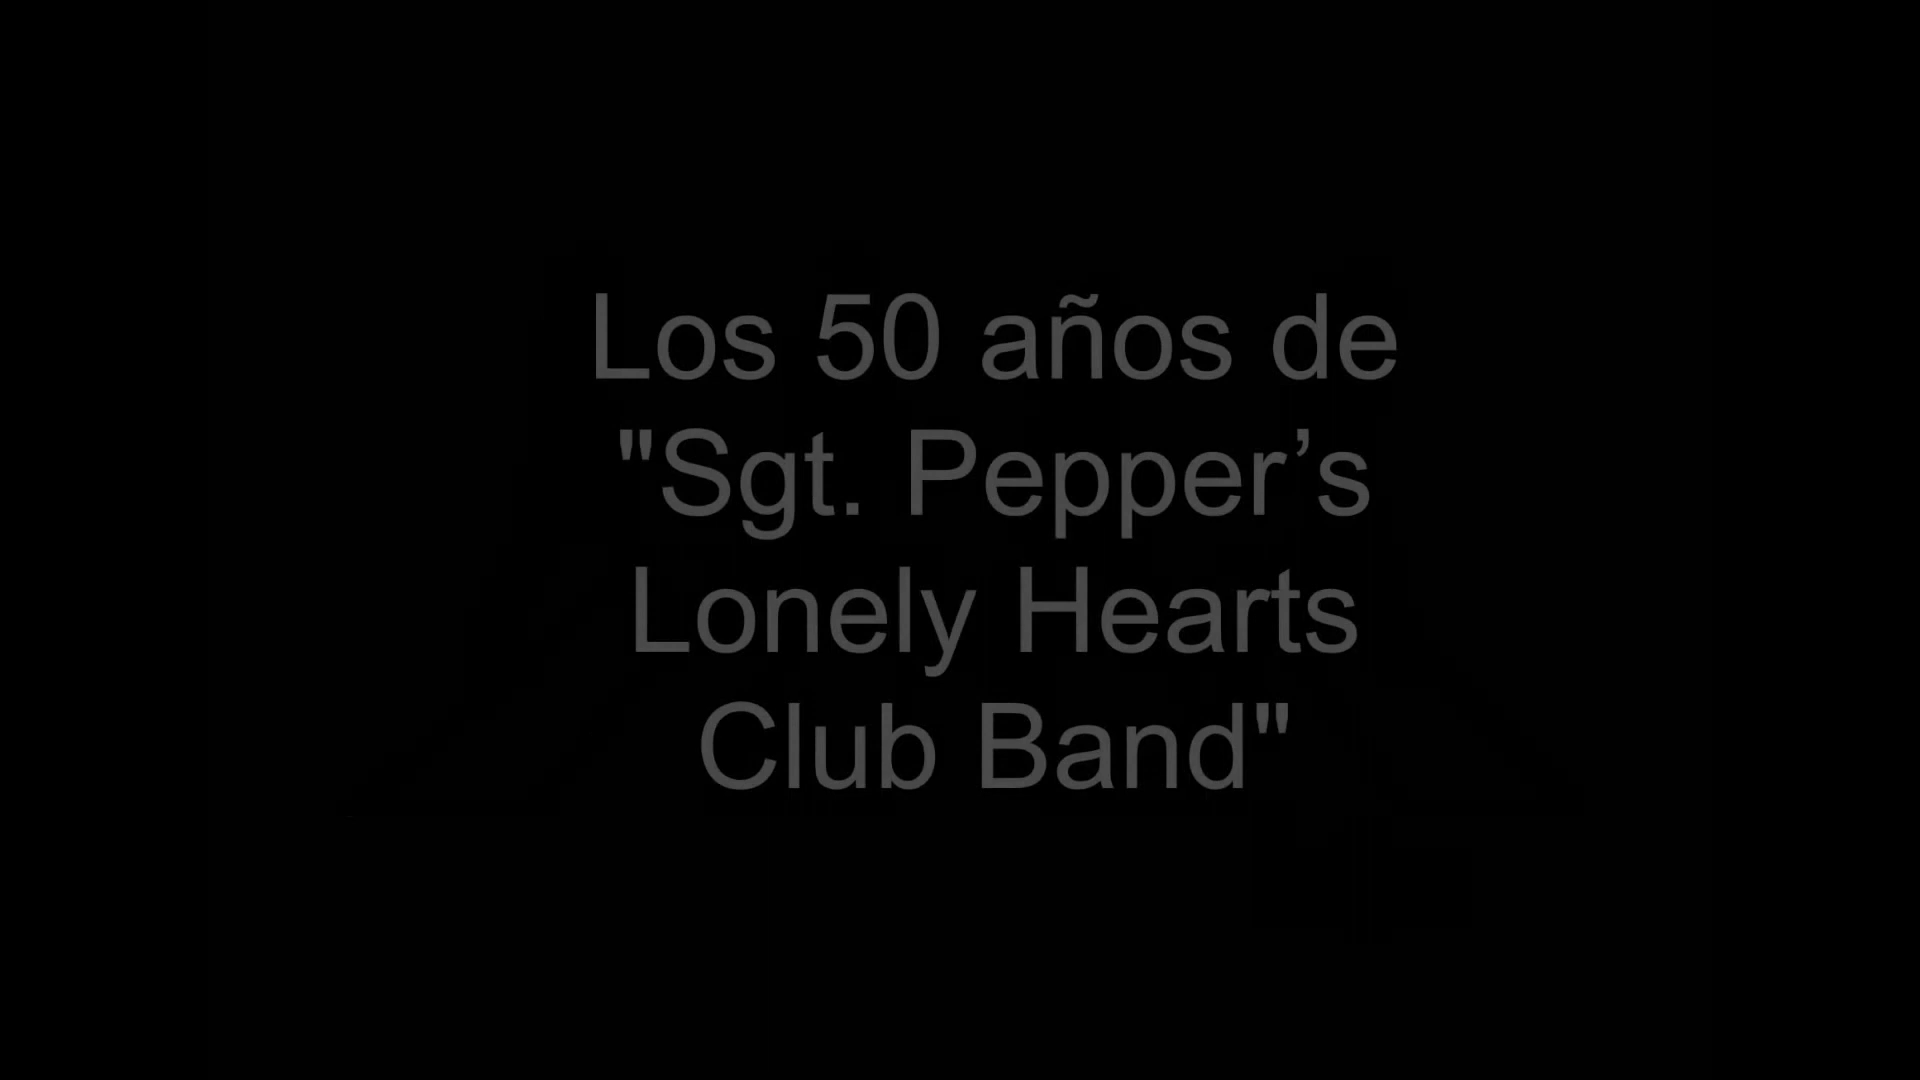 Los 50 años de
"Sgt. Pepper’s
Lonely Hearts
Club Band"